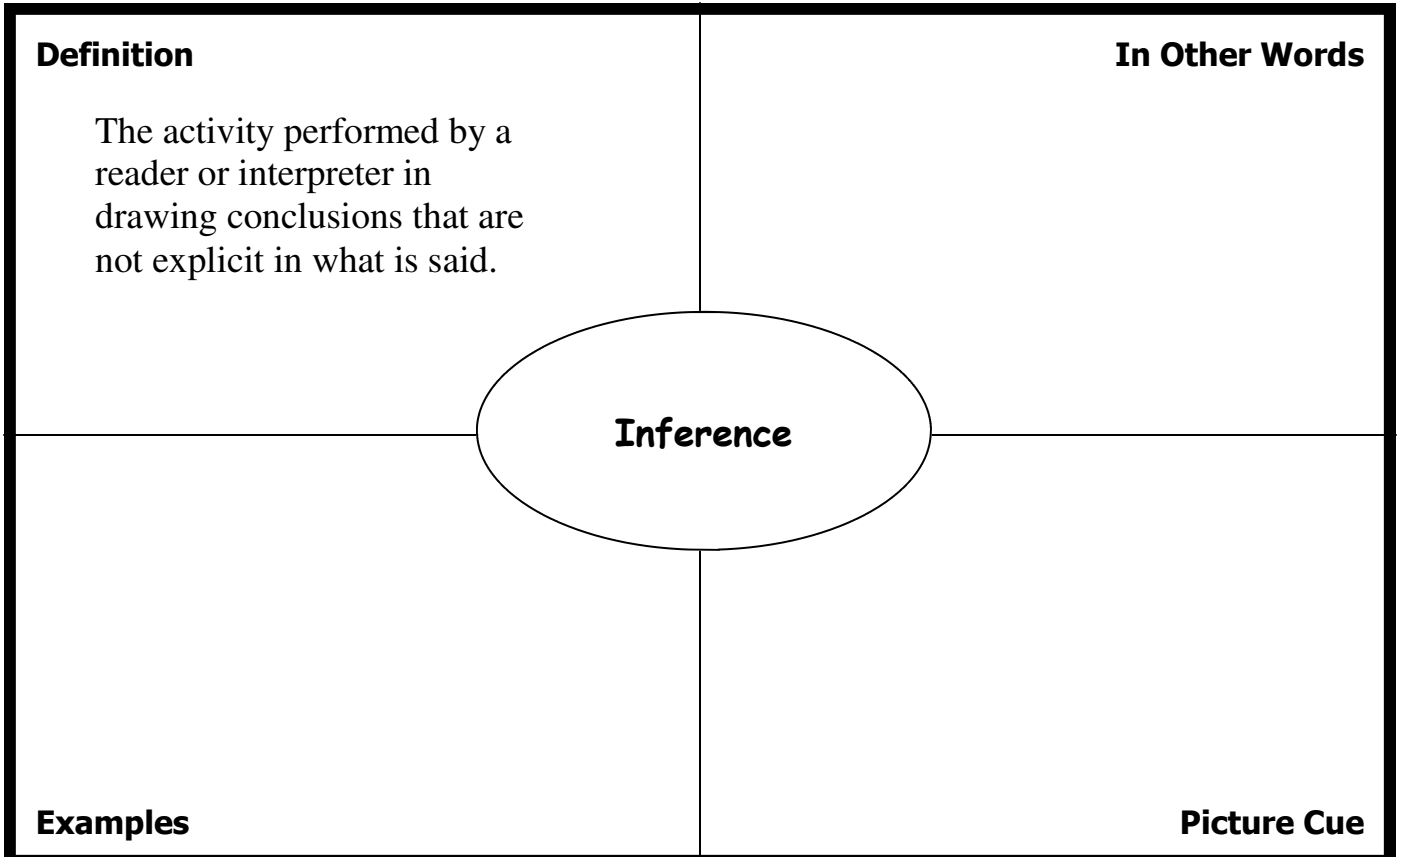 Definition
In Other Words
The activity performed by a
reader or interpreter in
drawing conclusions that are
not explicit in what is said.
Inference
Examples
Picture Cue